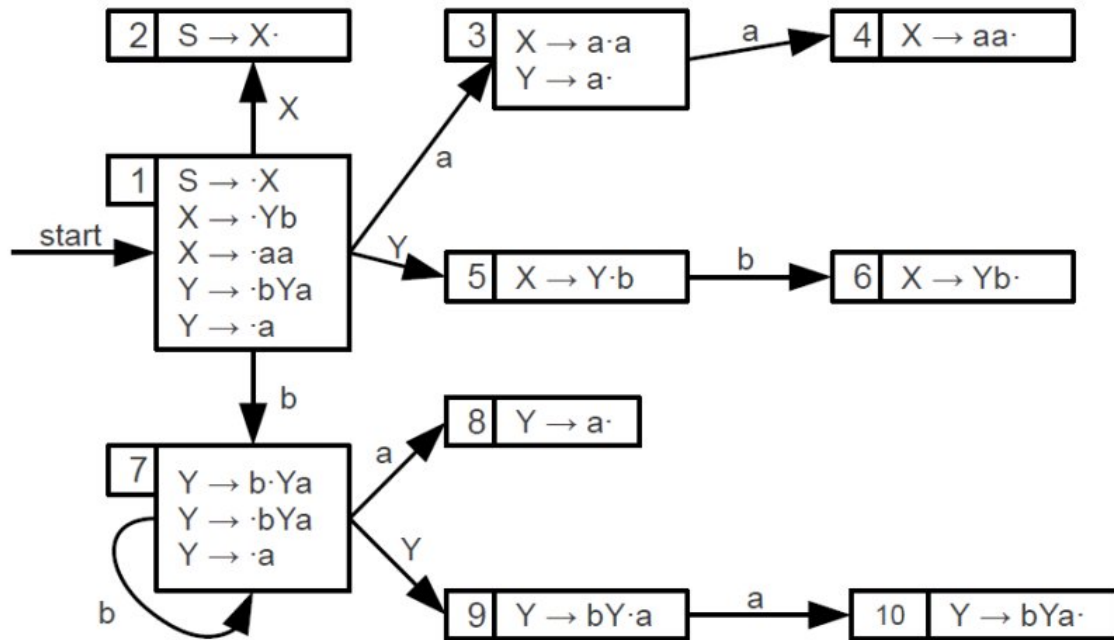 2 S → X·
3 X → a·a
Y → a·
a
4 X → aa·
X
a
1 S → ·X
X → ·Yb
X → ·aa
Y → ·bYa
Y → ·a
start
Y
5 X → Y·b
b
6 X → Yb·
b
7 Y → b·Ya
Y → ·bYa
Y → ·a
a
8 Y → a·
Y
b
9 Y → bY·a
a
10 Y → bYa·